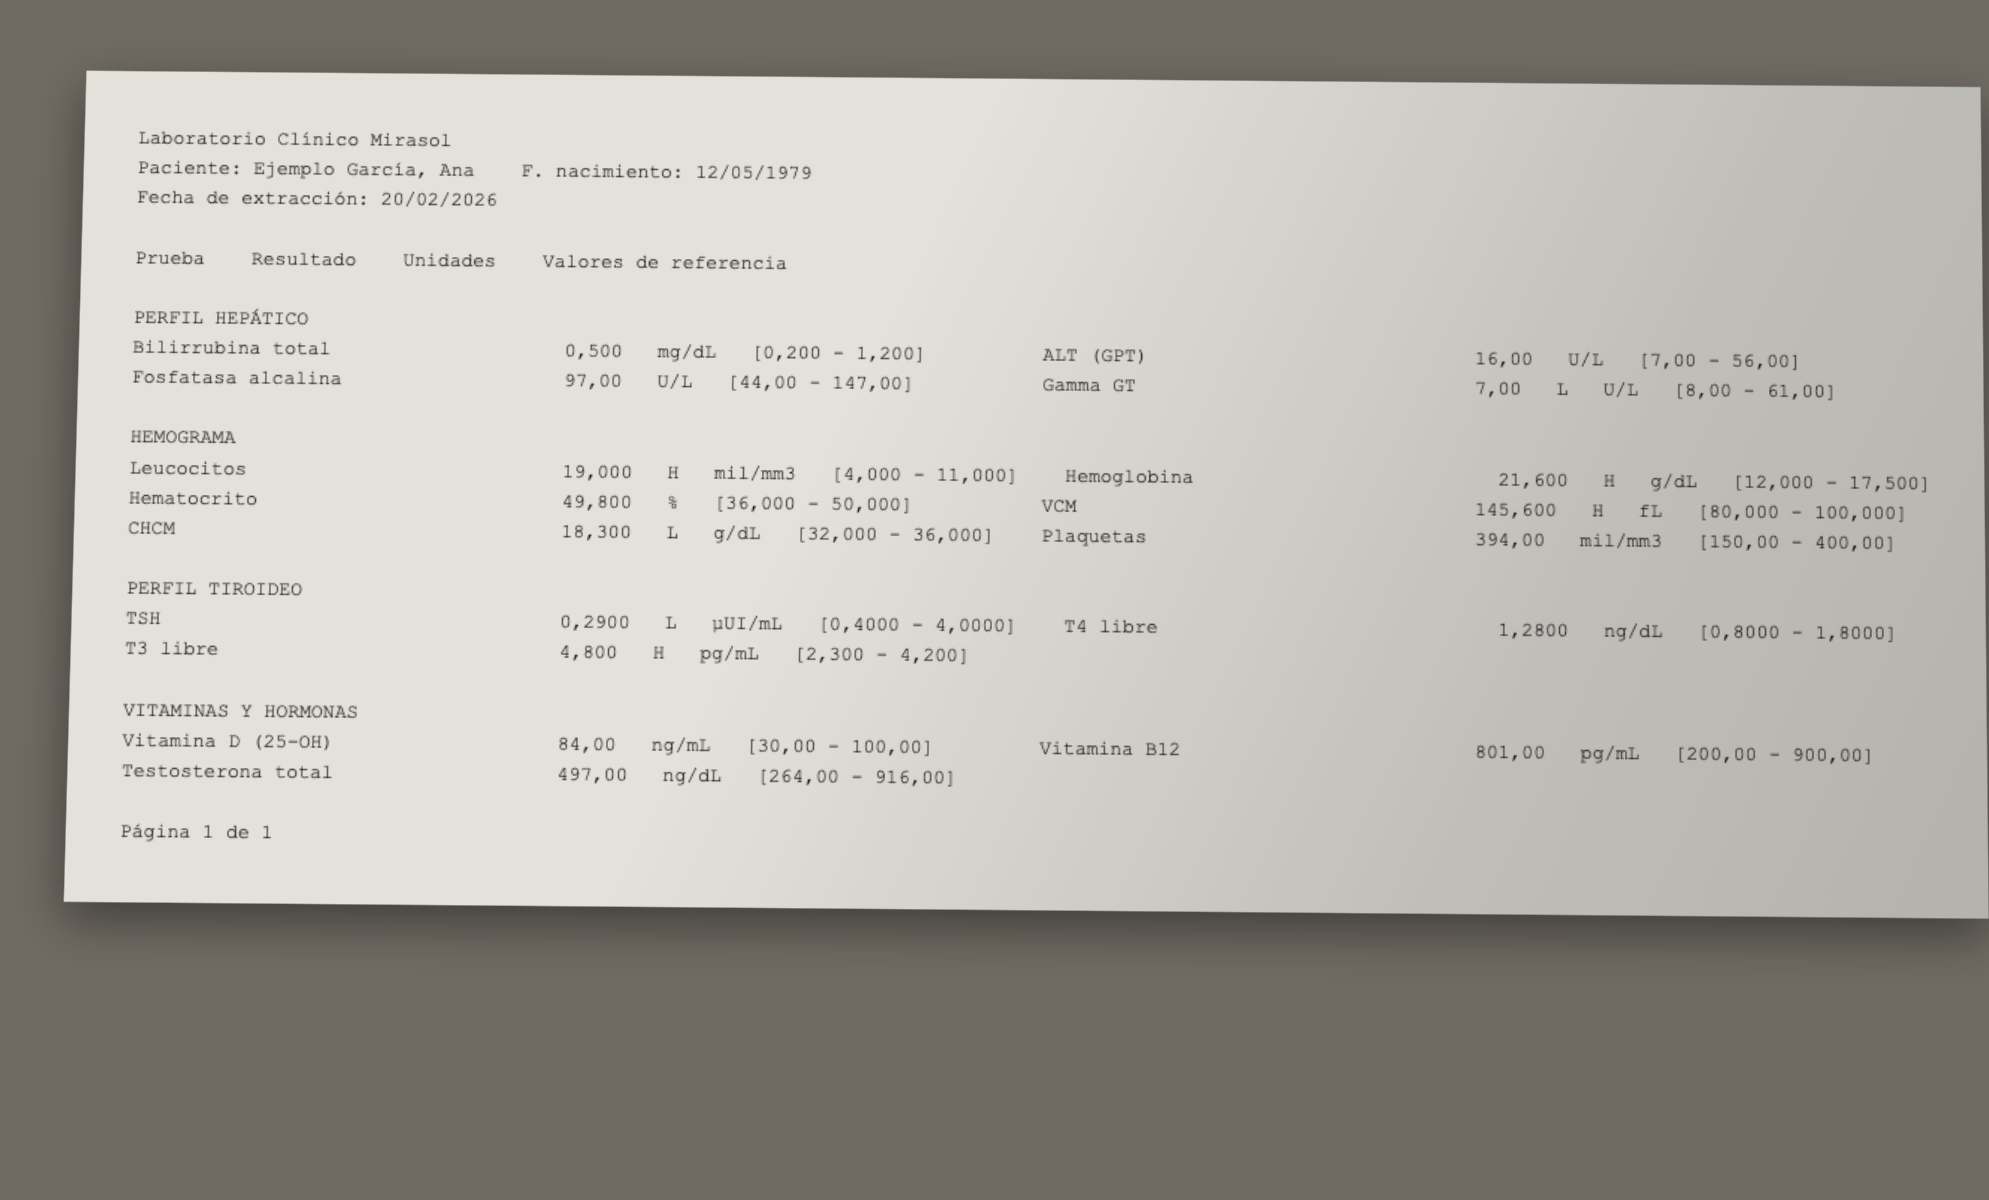 Laboratorio Clínico Mirasol
Paciente: Ejemplo García, Ana    F. nacimiento: 12/05/1979
Fecha de extracción: 20/02/2026
Prueba    Resultado    Unidades    Valores de referencia
PERFIL HEPÁTICO
Bilirrubina total    0,500    mg/dL    [0,200 - 1,200]    ALT (GPT)    16,00    U/L    [7,00 - 56,00]
Fosfatasa alcalina    97,00    U/L    [44,00 - 147,00]    Gamma GT    7,00    L    U/L    [8,00 - 61,00]
HEMOGRAMA
Leucocitos    19,000    H    mil/mm3    [4,000 - 11,000]    Hemoglobina    21,600    H    g/dL    [12,000 - 17,500]
Hematocrito    49,800    %    [36,000 - 50,000]    VCM    145,600    H    fL    [80,000 - 100,000]
CHCM    18,300    L    g/dL    [32,000 - 36,000]    Plaquetas    394,00    mil/mm3    [150,00 - 400,00]
PERFIL TIROIDEO
TSH    0,2900    L    µUI/mL    [0,4000 - 4,0000]    T4 libre    1,2800    ng/dL    [0,8000 - 1,8000]
T3 libre    4,800    H    pg/mL    [2,300 - 4,200]
VITAMINAS Y HORMONAS
Vitamina D (25-OH)    84,00    ng/mL    [30,00 - 100,00]    Vitamina B12    801,00    pg/mL    [200,00 - 900,00]
Testosterona total    497,00    ng/dL    [264,00 - 916,00]
Página 1 de 1